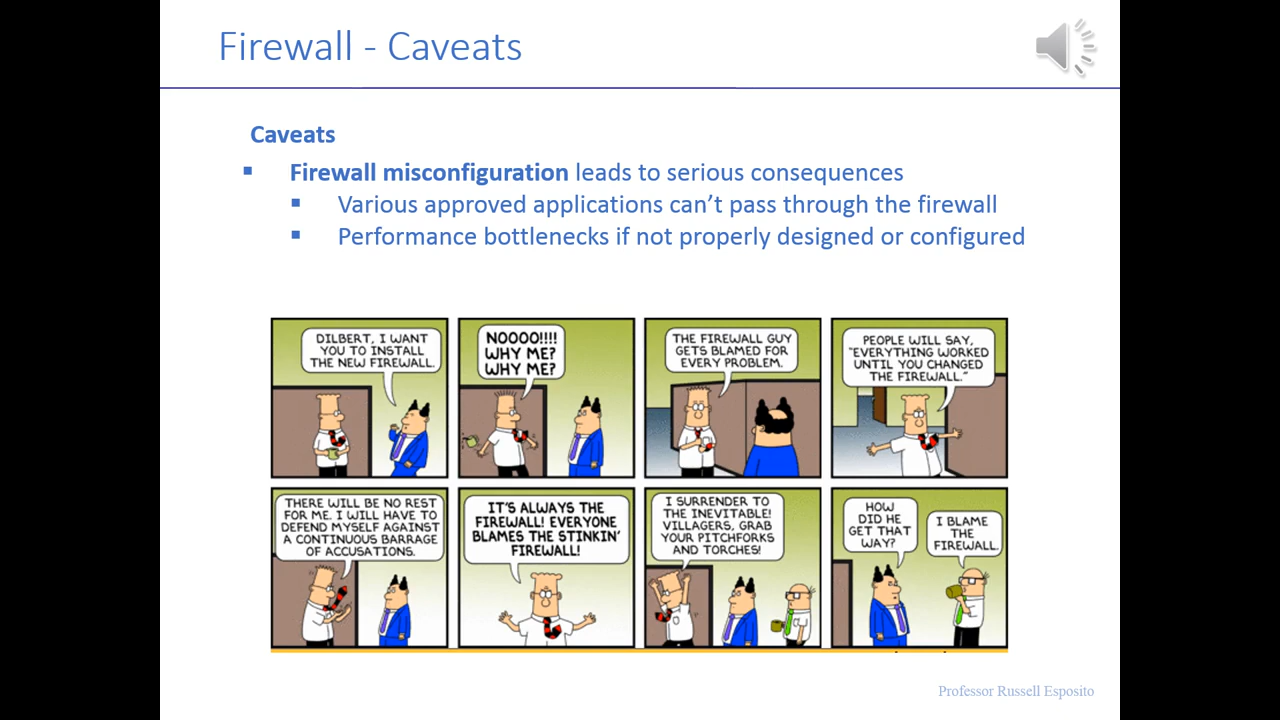 Firewall - Caveats
Caveats
▪ Firewall misconfiguration leads to serious consequences
▪ Various approved applications can't pass through the firewall
▪ Performance bottlenecks if not properly designed or configured
DILBERT, I WANT
YOU TO INSTALL
THE NEW FIREWALL.
NOOOO!!!!
WHY ME?
WHY ME?
THE FIREWALL GUY
GETS BLAMED FOR
EVERY PROBLEM.
PEOPLE WILL SAY,
"EVERYTHING WORKED
UNTIL YOU CHANGED
THE FIREWALL."
THERE WILL BE NO REST
FOR ME. I WILL HAVE TO
DEFEND MYSELF AGAINST
A CONTINUOUS BARRAGE
OF ACCUSATIONS.
IT'S ALWAYS THE
FIREWALL! EVERYONE
BLAMES THE STINKIN'
FIREWALL!
I SURRENDER TO
THE INEVITABLE!
VILLAGERS, GRAB
YOUR PITCHFORKS
AND TORCHES!
HOW
DID HE
GET THAT
WAY?
I BLAME
THE
FIREWALL.
Professor Russell Esposito